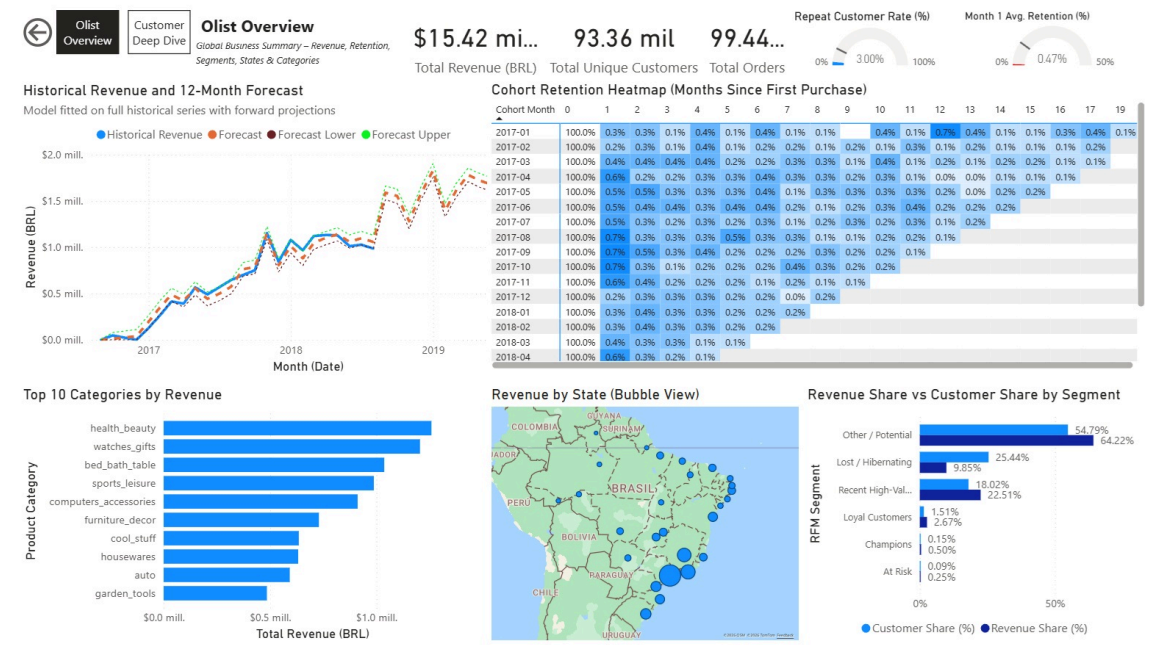 Olist Overview
Customer Deep Dive
Olist Overview
Global Business Summary – Revenue, Retention,
Segments, States & Categories
$15.42 mi...
Total Revenue (BRL)
93.36 mil
Total Unique Customers
99.44...
Total Orders
Repeat Customer Rate (%)
0% 3.00% 100%
Month 1 Avg. Retention (%)
0% 0.47% 50%
Historical Revenue and 12-Month Forecast
Model fitted on full historical series with forward projections
Historical Revenue Forecast Forecast Lower Forecast Upper
Revenue (BRL)
$2.0 mill.
$1.5 mill.
$1.0 mill.
$0.5 mill.
$0.0 mill.
2017 2018 2019
Month (Date)
Cohort Retention Heatmap (Months Since First Purchase)
Cohort Month 0 1 2 3 4 5 6 7 8 9 10 11 12 13 14 15 16 17 19
2017-01 100.0% 0.3% 0.3% 0.1% 0.4% 0.1% 0.4% 0.1% 0.1% 0.4% 0.1% 0.7% 0.4% 0.1% 0.1% 0.3% 0.4% 0.1%
2017-02 100.0% 0.2% 0.3% 0.1% 0.4% 0.1% 0.2% 0.1% 0.1% 0.2% 0.1% 0.3% 0.1% 0.2% 0.1% 0.1% 0.1% 0.2%
2017-03 100.0% 0.4% 0.4% 0.4% 0.4% 0.2% 0.2% 0.3% 0.3% 0.1% 0.4% 0.1% 0.2% 0.1% 0.2% 0.2% 0.1% 0.1%
2017-04 100.0% 0.6% 0.2% 0.2% 0.3% 0.3% 0.4% 0.3% 0.3% 0.2% 0.3% 0.1% 0.0% 0.0% 0.1% 0.1% 0.1%
2017-05 100.0% 0.5% 0.5% 0.3% 0.3% 0.3% 0.4% 0.1% 0.3% 0.3% 0.3% 0.3% 0.2% 0.0% 0.2% 0.2%
2017-06 100.0% 0.5% 0.4% 0.4% 0.3% 0.4% 0.4% 0.2% 0.1% 0.2% 0.3% 0.4% 0.2% 0.2% 0.2%
2017-07 100.0% 0.5% 0.3% 0.2% 0.3% 0.2% 0.3% 0.1% 0.2% 0.3% 0.2% 0.3% 0.1% 0.2%
2017-08 100.0% 0.7% 0.3% 0.3% 0.3% 0.5% 0.3% 0.3% 0.1% 0.1% 0.2% 0.2% 0.1%
2017-09 100.0% 0.7% 0.5% 0.3% 0.4% 0.2% 0.2% 0.2% 0.3% 0.2% 0.2% 0.1%
2017-10 100.0% 0.7% 0.3% 0.1% 0.2% 0.2% 0.2% 0.4% 0.3% 0.2% 0.2%
2017-11 100.0% 0.6% 0.4% 0.2% 0.2% 0.2% 0.1% 0.2% 0.1% 0.1%
2017-12 100.0% 0.2% 0.3% 0.3% 0.3% 0.2% 0.2% 0.0% 0.2%
2018-01 100.0% 0.3% 0.4% 0.3% 0.3% 0.2% 0.2% 0.2%
2018-02 100.0% 0.3% 0.4% 0.3% 0.3% 0.2% 0.2%
2018-03 100.0% 0.4% 0.3% 0.3% 0.1% 0.1%
2018-04 100.0% 0.6% 0.3% 0.2% 0.1%
Top 10 Categories by Revenue
Product Category
health_beauty
watches_gifts
bed_bath_table
sports_leisure
computers_accessories
furniture_decor
cool_stuff
housewares
auto
garden_tools
$0.0 mill. $0.5 mill. $1.0 mill.
Total Revenue (BRL)
Revenue by State (Bubble View)
GUYANA
COLOMBIA
SURINAM
ADOR
BRASIL
PERU
BOLIVIA
PARAGUAY
CHILE
URUGUAY
Revenue Share vs Customer Share by Segment
RFM Segment
Other / Potential 54.79% 64.22%
Lost / Hibernating 25.44% 9.85%
Recent High-Val... 18.02% 22.51%
Loyal Customers 1.51% 2.67%
Champions 0.15% 0.50%
At Risk 0.09% 0.25%
0% 50%
Customer Share (%) Revenue Share (%)